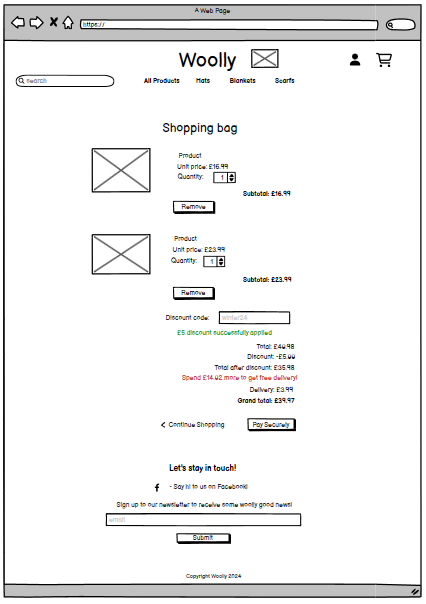 A Web Page
https://
Woolly
search
All Products Hats Blankets Scarfs
Shopping bag
Product
Unit price: £16.99
Quantity: 1
Subtotal: £16.99
Remove
Product
Unit price: £23.99
Quantity: 1
Subtotal: £23.99
Remove
Discount code: winter24
£5 discount successfully applied
Total: £40.98
Discount: -£5.00
Total after discount: £35.98
Spend £14.02 more to get free delivery!
Delivery: £3.99
Grand total: £39.97
< Continue Shopping Pay Securely
Let's stay in touch!
- Say hi to us on Facebook!
Sign up to our newsletter to receive some woolly good news!
email
Submit
Copyright Woolly 2024